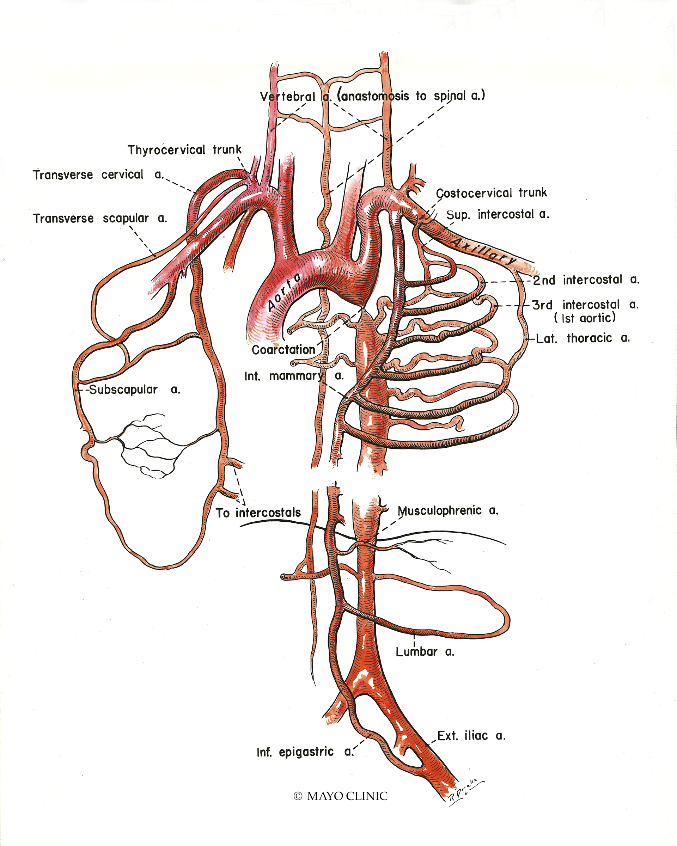 Vertebral a. (anastomosis to spinal a.)
Thyrocervical trunk
Transverse cervical a.
Transverse scapular a.
Costocervical trunk
Sup. intercostal a.
Axillary
Aorta
2nd intercostal a.
3rd intercostal a.
(1st aortic)
Lat. thoracic a.
Coarctation
Int. mammary a.
Subscapular a.
To intercostals
Musculophrenic a.
Lumbar a.
Ext. iliac a.
Inf. epigastric a.
© MAYO CLINIC